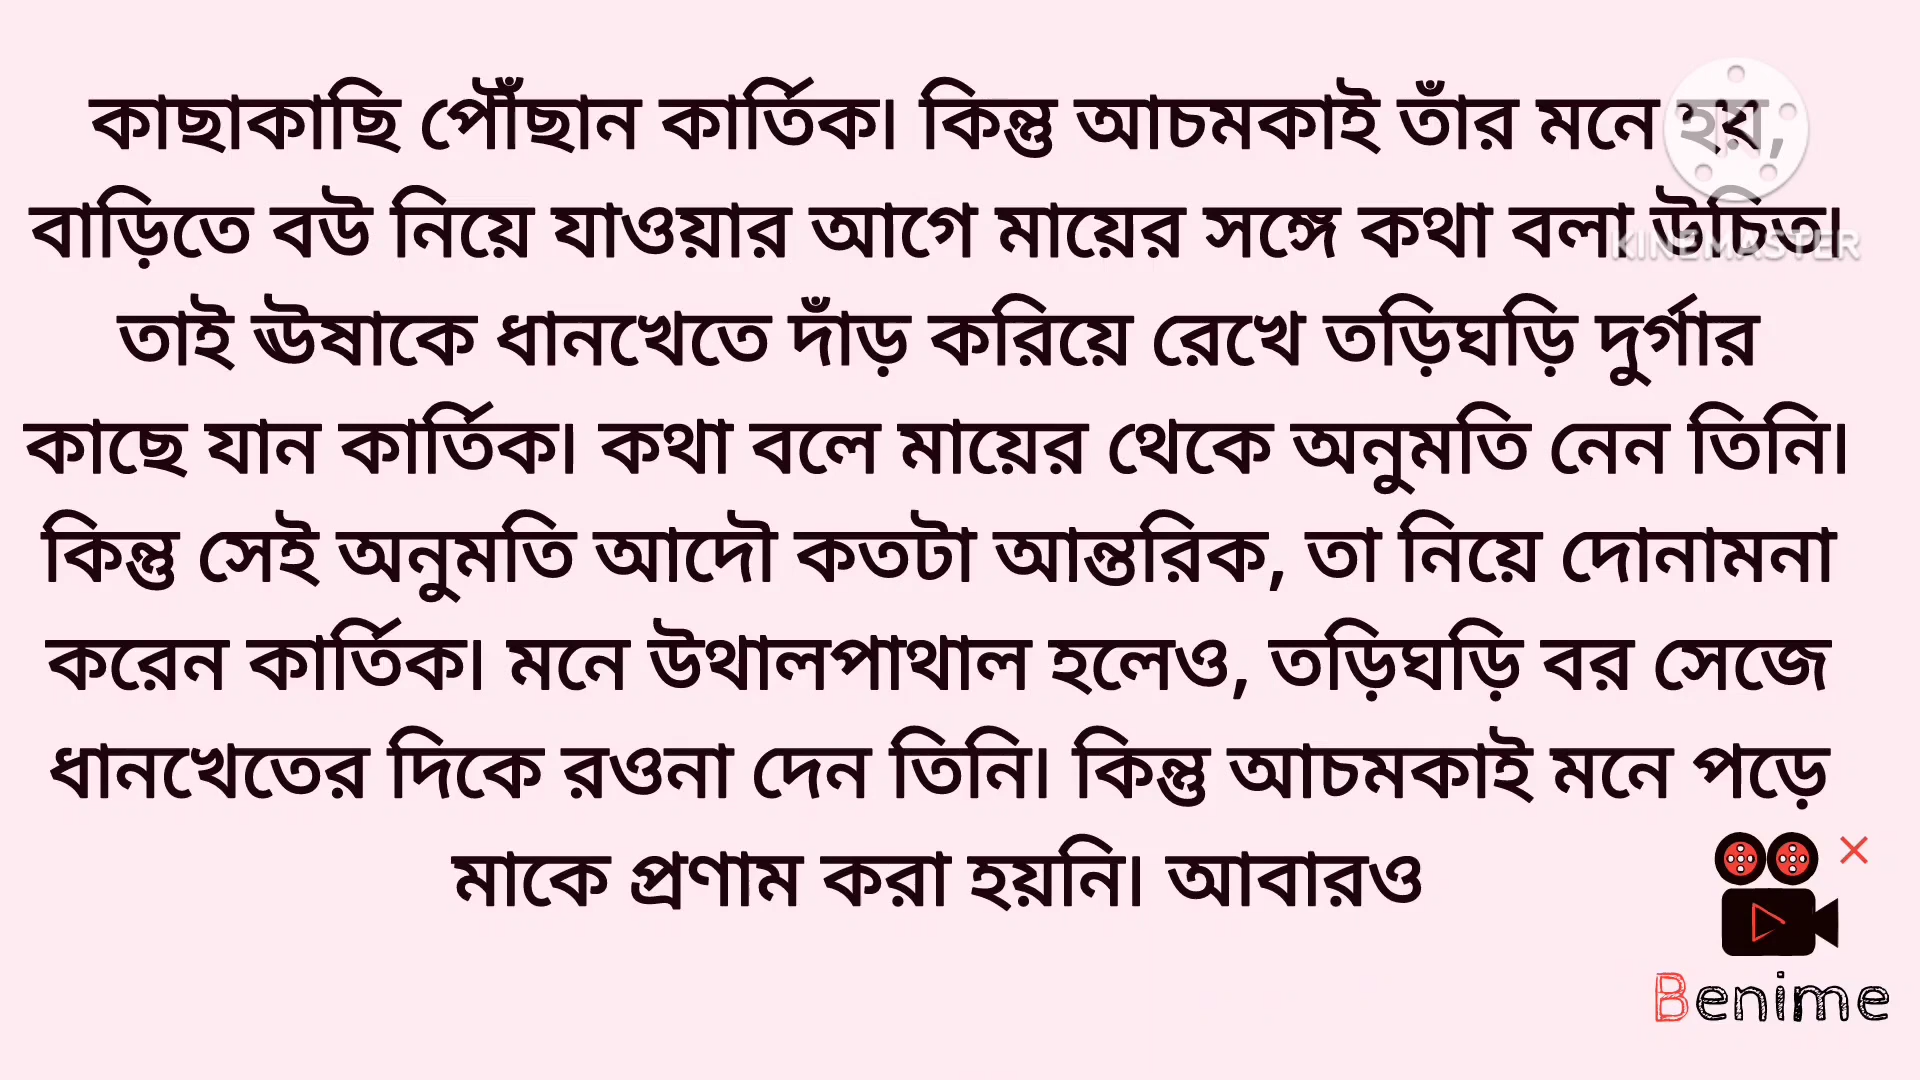 কাছাকাছি পৌঁছান কার্তিক। কিন্তু আচমকাই তাঁর মনে হয়,
বাড়িতে বউ নিয়ে যাওয়ার আগে মায়ের সঙ্গে কথা বলা উচিত।
KINEMASTER
তাই ঊষাকে ধানখেতে দাঁড় করিয়ে রেখে তড়িঘড়ি দুর্গার
কাছে যান কার্তিক। কথা বলে মায়ের থেকে অনুমতি নেন তিনি।
কিন্তু সেই অনুমতি আদৌ কতটা আন্তরিক, তা নিয়ে দোনামনা
করেন কার্তিক। মনে উথালপাথাল হলেও, তড়িঘড়ি বর সেজে
ধানখেতের দিকে রওনা দেন তিনি। কিন্তু আচমকাই মনে পড়ে
মাকে প্রণাম করা হয়নি। আবারও
Benime